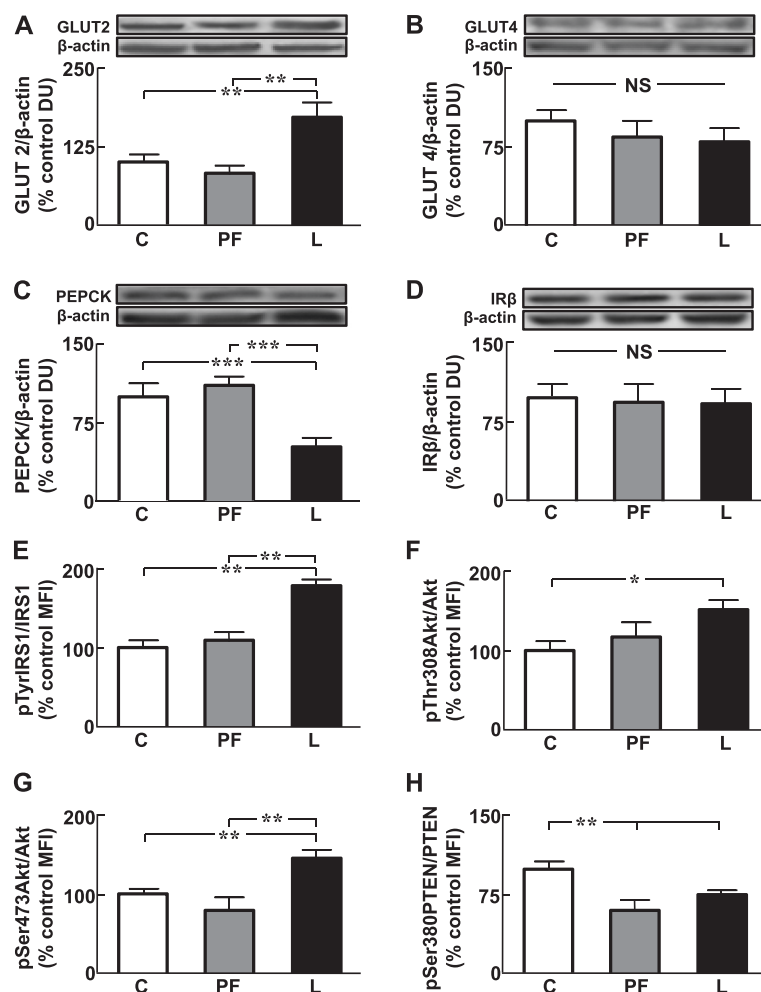 A
GLUT2
β-actin
GLUT 2/β-actin
(% control DU)
250
125
0
**
**
C PF L
B
GLUT4
β-actin
GLUT 4/β-actin
(% control DU)
150
75
0
NS
C PF L
C
PEPCK
β-actin
PEPCK/β-actin
(% control DU)
150
75
0
***
***
C PF L
D
IRβ
β-actin
IRβ/β-actin
(% control DU)
150
75
0
NS
C PF L
E
pTyrIRS1/IRS1
(% control MFI)
200
100
0
**
**
C PF L
F
pThr308Akt/Akt
(% control MFI)
200
100
0
*
C PF L
G
pSer473Akt/Akt
(% control MFI)
200
100
0
**
**
C PF L
H
pSer380PTEN/PTEN
(% control MFI)
150
75
0
**
C PF L